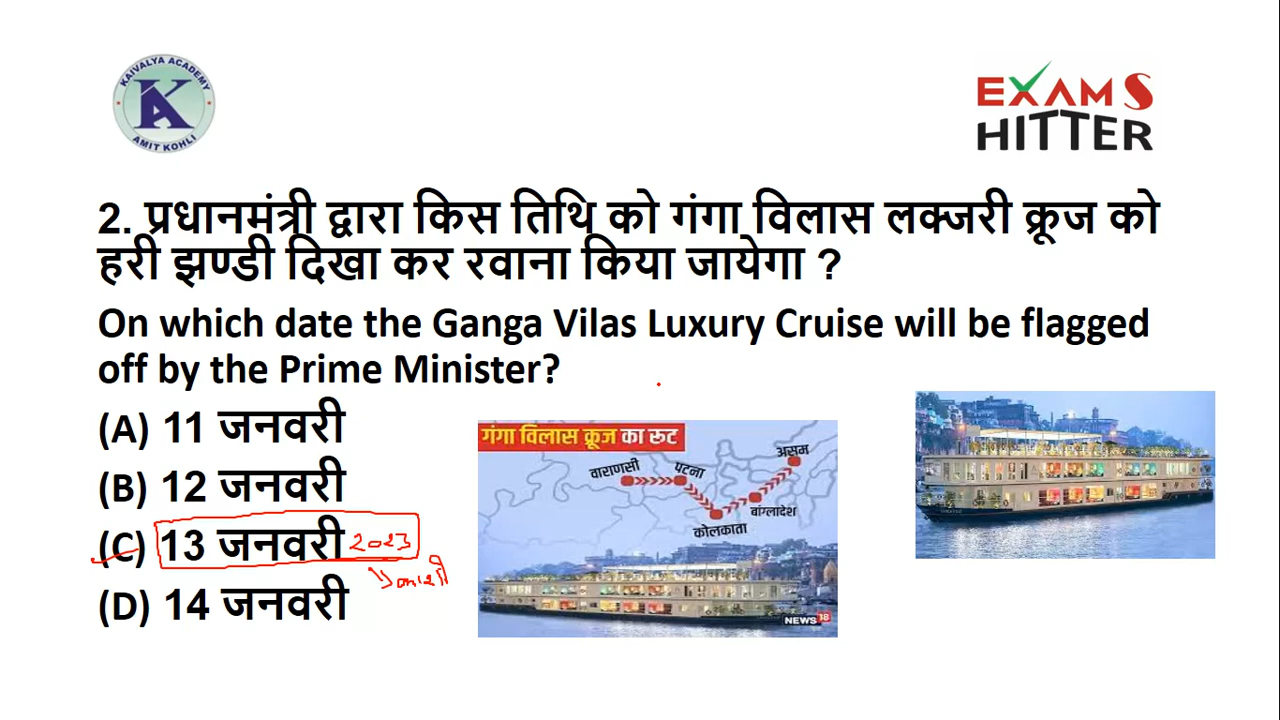 KAIVALYA ACADEMY
KA
AMIT KOHLI
EXAMS
HITTER
2. प्रधानमंत्री द्वारा किस तिथि को गंगा विलास लक्जरी क्रूज को
हरी झण्डी दिखा कर रवाना किया जायेगा ?
On which date the Ganga Vilas Luxury Cruise will be flagged
off by the Prime Minister?
(A) 11 जनवरी
(B) 12 जनवरी
(C) 13 जनवरी 2023
(D) 14 जनवरी
गंगा विलास क्रूज का रूट
वाराणसी
पटना
असम
बांग्लादेश
कोलकाता
NEWS18